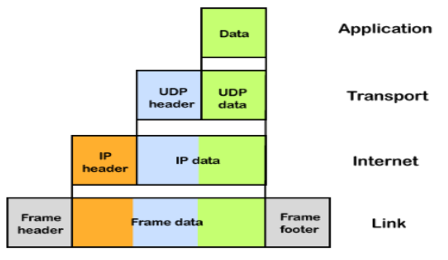 Data
Application
UDP header
UDP data
Transport
IP header
IP data
Internet
Frame header
Frame data
Frame footer
Link